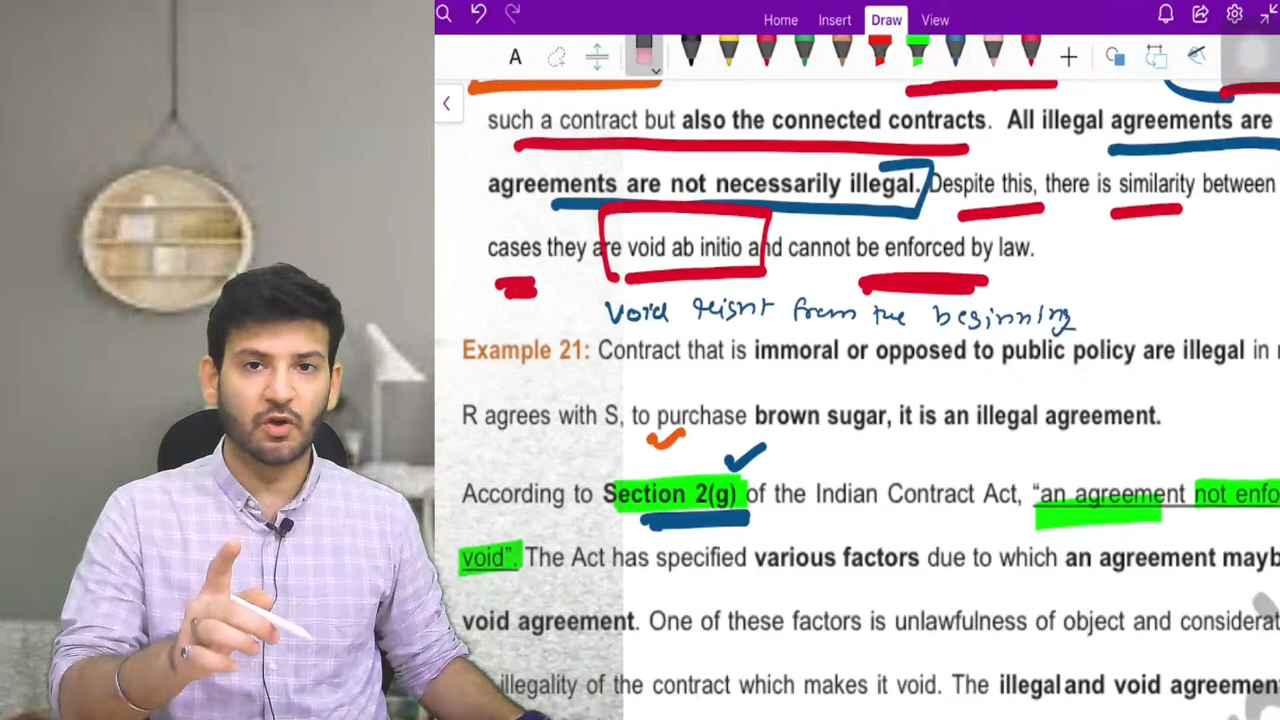 Home Insert Draw View
A
such a contract but also the connected contracts. All illegal agreements are
agreements are not necessarily illegal. Despite this, there is similarity between
cases they are void ab initio and cannot be enforced by law.
Void right from the beginning
Example 21: Contract that is immoral or opposed to public policy are illegal in
R agrees with S, to purchase brown sugar, it is an illegal agreement.
According to Section 2(g) of the Indian Contract Act, “an agreement not enfo
void”. The Act has specified various factors due to which an agreement mayb
void agreement. One of these factors is unlawfulness of object and considerat
illegality of the contract which makes it void. The illegal and void agreemen